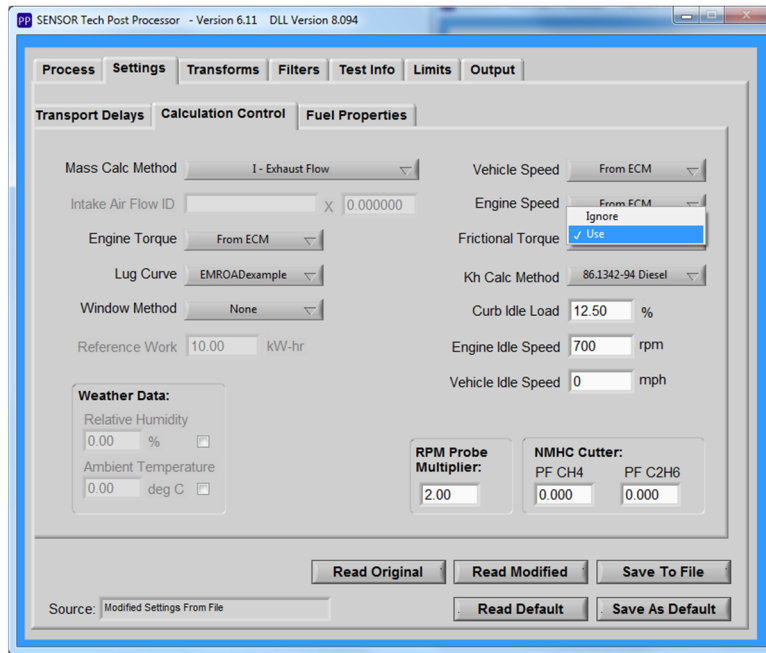 PP SENSOR Tech Post Processor - Version 6.11 DLL Version 8.094
Process Settings Transforms Filters Test Info Limits Output
Transport Delays Calculation Control Fuel Properties
Mass Calc Method I - Exhaust Flow Vehicle Speed From ECM
Intake Air Flow ID X 0.000000 Engine Speed From ECM
Ignore
Engine Torque From ECM Frictional Torque ✓ Use
Lug Curve EMROADexample Kh Calc Method 86.1342-94 Diesel
Window Method None Curb Idle Load 12.50 %
Reference Work 10.00 kW-hr Engine Idle Speed 700 rpm
Vehicle Idle Speed 0 mph
Weather Data:
Relative Humidity
0.00 %
Ambient Temperature
0.00 deg C
RPM Probe
Multiplier:
2.00
NMHC Cutter:
PF CH4 PF C2H6
0.000 0.000
Read Original Read Modified Save To File
Source: Modified Settings From File Read Default Save As Default